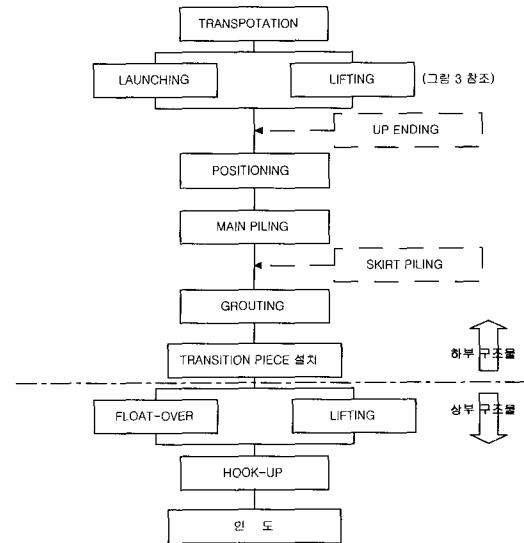 TRANSPOTATION
LAUNCHING
LIFTING
(그림 3 참조)
UP ENDING
POSITIONING
MAIN PILING
SKIRT PILING
GROUTING
TRANSITION PIECE 설치
하부 구조물
FLOAT-OVER
LIFTING
상부 구조물
HOOK-UP
인 도